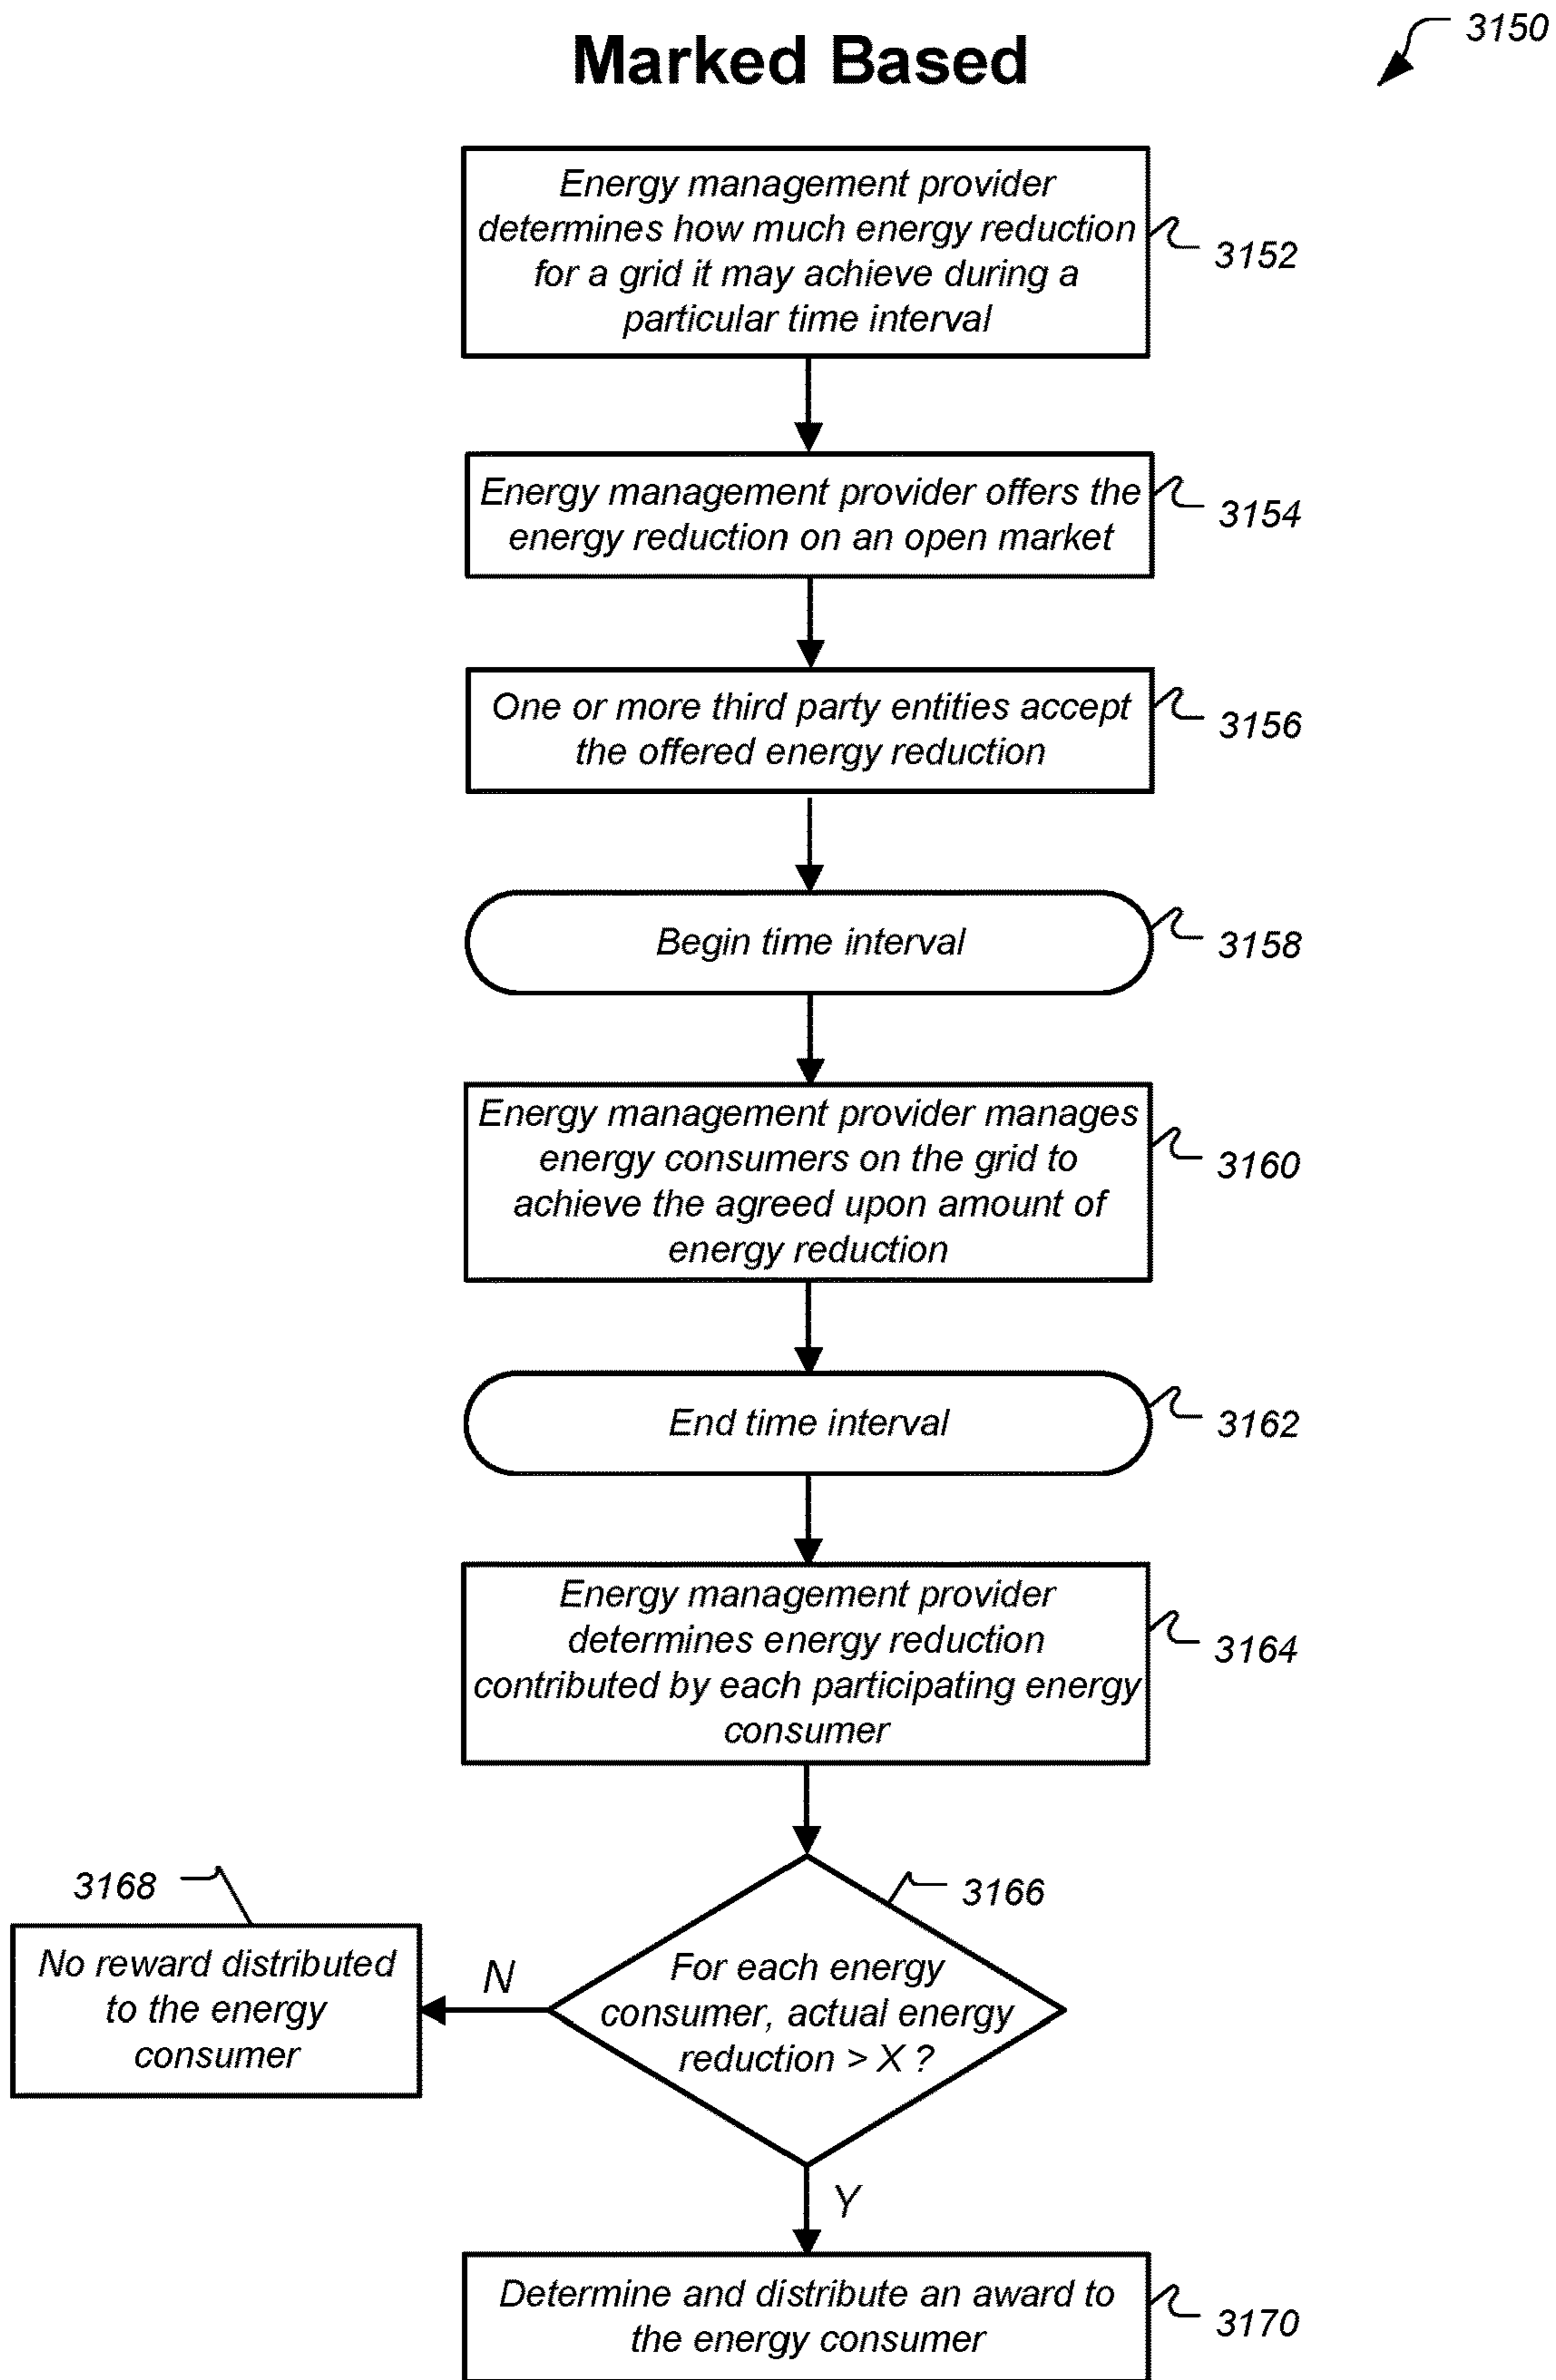 Marked Based
3150
Energy management provider
determines how much energy reduction
for a grid it may achieve during a
particular time interval
3152
Energy management provider offers the
energy reduction on an open market
3154
One or more third party entities accept
the offered energy reduction
3156
Begin time interval
3158
Energy management provider manages
energy consumers on the grid to
achieve the agreed upon amount of
energy reduction
3160
End time interval
3162
Energy management provider
determines energy reduction
contributed by each participating energy
consumer
3164
3168
3166
No reward distributed
to the energy
consumer
N
For each energy
consumer, actual energy
reduction > X ?
Y
Determine and distribute an award to
the energy consumer
3170